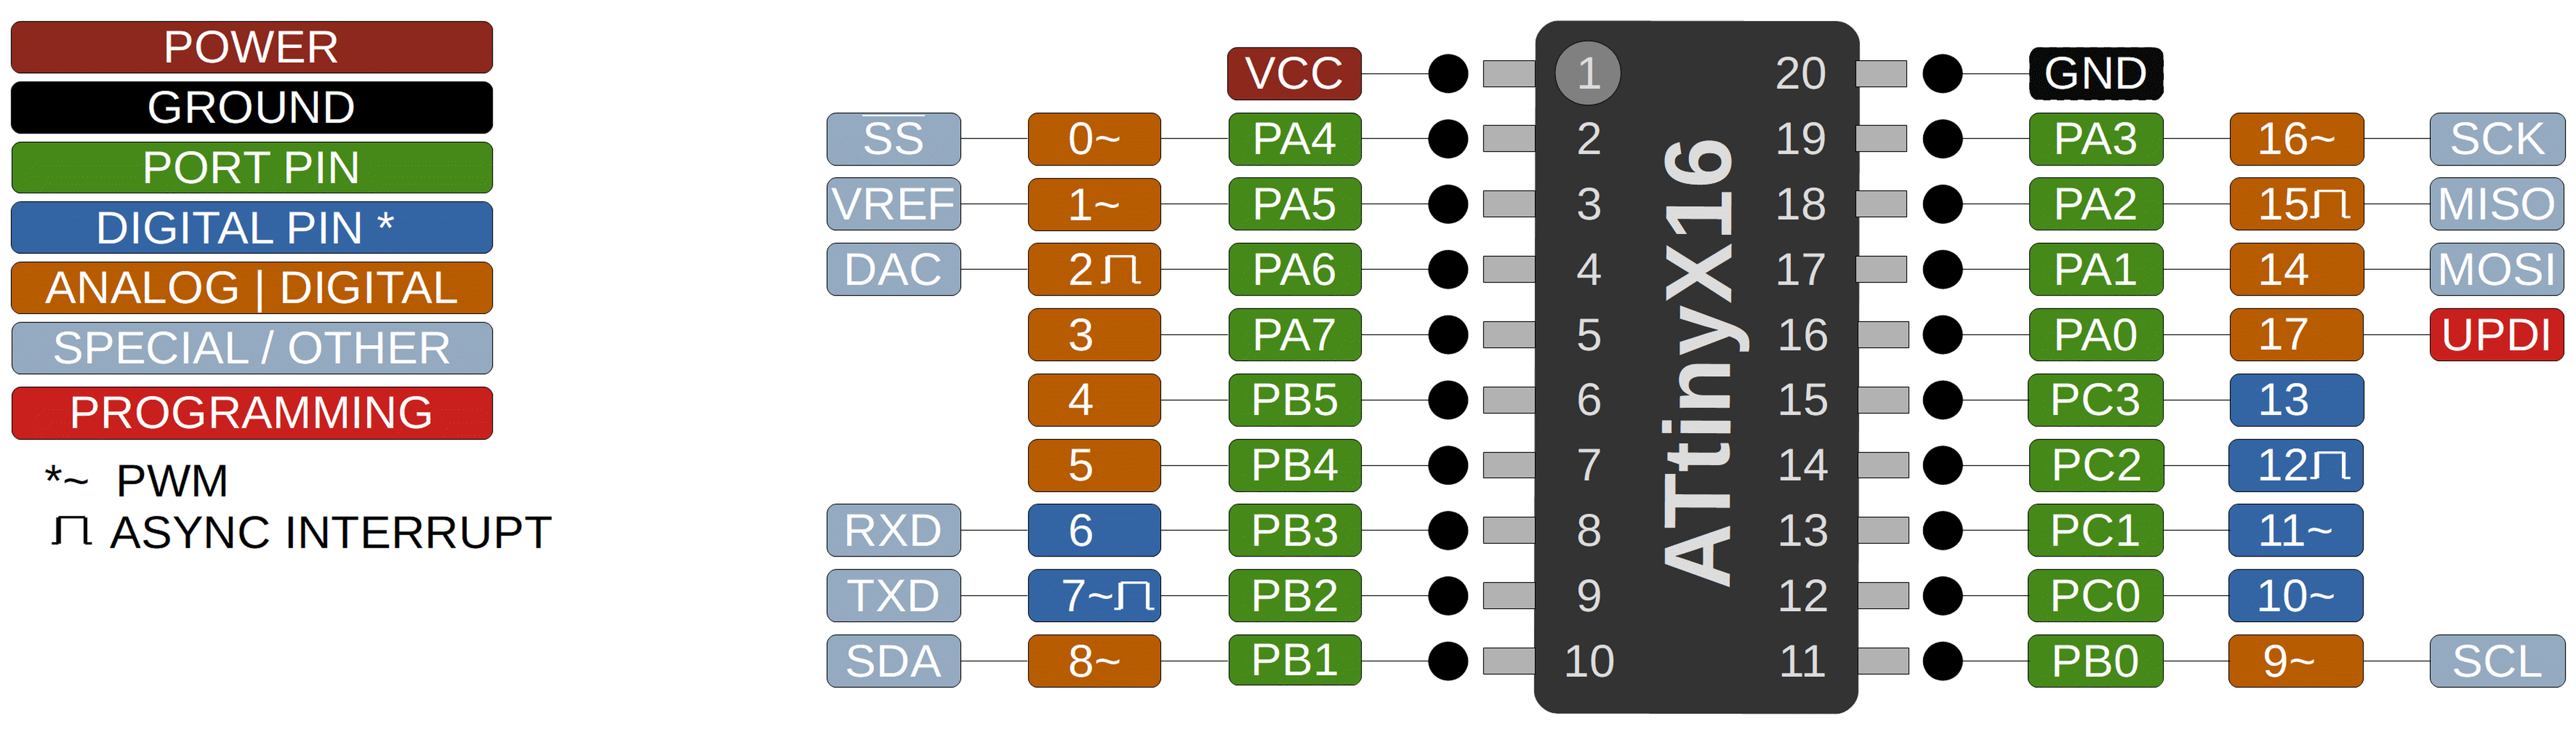 POWER
GROUND
PORT PIN
DIGITAL PIN *
ANALOG | DIGITAL
SPECIAL / OTHER
PROGRAMMING
*~ PWM
ASYNC INTERRUPT
VCC 1 20 GND
SS 0~ PA4 2 19 PA3 16~ SCK
VREF 1~ PA5 3 18 PA2 15 MISO
DAC 2 PA6 4 17 PA1 14 MOSI
3 PA7 5 16 PA0 17 UPDI
4 PB5 6 15 PC3 13
5 PB4 7 14 PC2 12
RXD 6 PB3 8 13 PC1 11~
TXD 7~ PB2 9 12 PC0 10~
SDA 8~ PB1 10 11 PB0 9~ SCL
ATtinyX16